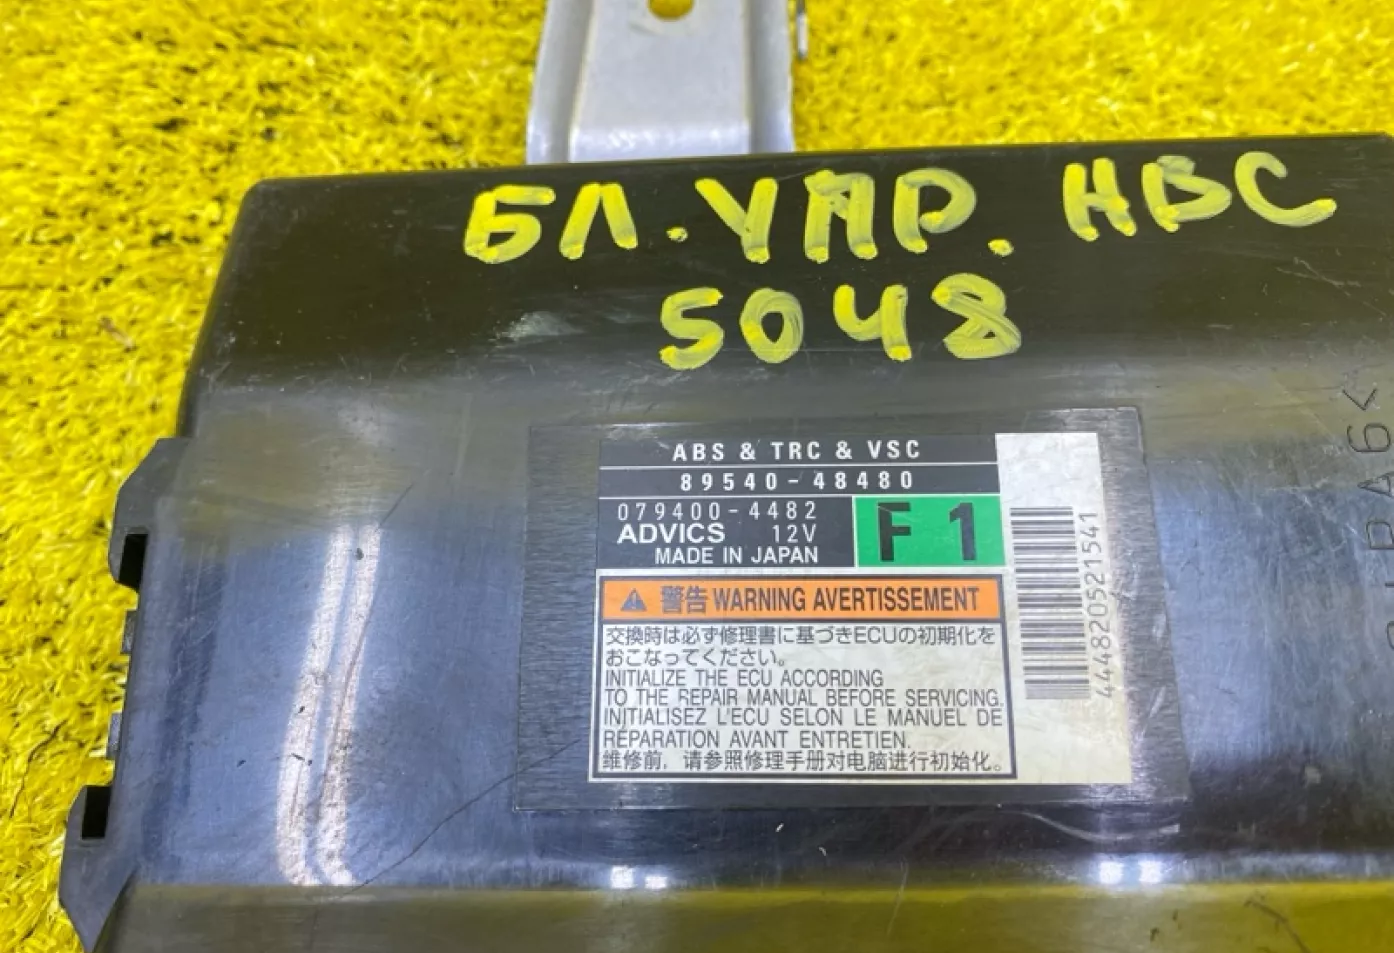 БЛ.УПР. НВС
5048
ABS & TRC & VSC
89540-48480
079400-4482
ADVICS 12V
MADE IN JAPAN
F1
警告 WARNING AVERTISSEMENT
交換時は必ず修理書に基づきECUの初期化を
おこなってください。
INITIALIZE THE ECU ACCORDING
TO THE REPAIR MANUAL BEFORE SERVICING.
INITIALISEZ L'ECU SELON LE MANUEL DE
RÉPARATION AVANT ENTRETIEN.
维修前, 请参照修理手册对电脑进行初始化。
444820521541